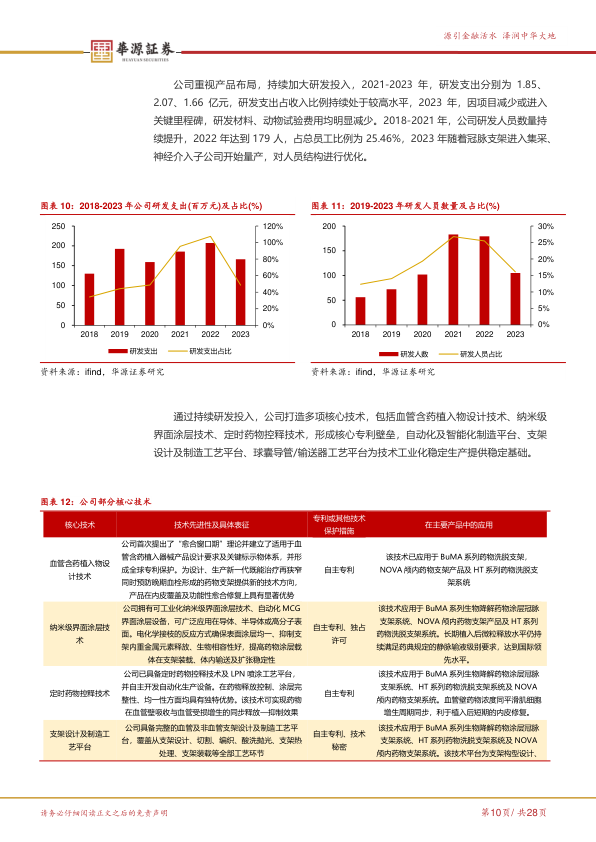 源引金融活水 泽润中华大地
华源证券
HUAYUAN SECURITIES
公司重视产品布局，持续加大研发投入，2021-2023 年，研发支出分别为 1.85、
2.07、1.66 亿元，研发支出占收入比例持续处于较高水平，2023 年，因项目减少或进入
关键里程碑，研发材料、动物试验费用均明显减少。2018-2021 年，公司研发人员数量持
续提升，2022 年达到 179 人，占总员工比例为 25.46%，2023 年随着冠脉支架进入集采、
神经介入子公司开始量产，对人员结构进行优化。
图表 10：2018-2023 年公司研发支出(百万元)及占比(%)
250
200
150
100
50
0
120%
100%
80%
60%
40%
20%
0%
2018 2019 2020 2021 2022 2023
研发支出 研发支出占比
资料来源：ifind，华源证券研究
图表 11：2019-2023 年研发人员数量及占比(%)
200
150
100
50
0
30%
25%
20%
15%
10%
5%
0%
2018 2019 2020 2021 2022 2023
研发人数 研发人员占比
资料来源：ifind，华源证券研究
通过持续研发投入，公司打造多项核心技术，包括血管含药植入物设计技术、纳米级
界面涂层技术、定时药物控释技术，形成核心专利壁垒，自动化及智能化制造平台、支架
设计及制造工艺平台、球囊导管/输送器工艺平台为技术工业化稳定生产提供稳定基础。
图表 12：公司部分核心技术
核心技术 技术先进性及具体表征 专利或其他技术保护措施 在主要产品中的应用
血管含药植入物设
计技术
公司首次提出了“愈合窗口期”理论并建立了适用于血
管含药植入器械产品设计要求及关键标示物体系，并形
成全球专利保护。为设计、生产新一代既能治疗再狭窄
同时预防晚期血栓形成的药物支架提供新的技术方向，
产品在内皮覆盖及功能性愈合修复上具有显著优势
自主专利
该技术已应用于 BuMA 系列药物洗脱支架，
NOVA 颅内药物支架产品及 HT 系列药物洗脱支
架系统
纳米级界面涂层技
术
公司拥有可工业化纳米级界面涂层技术、自动化 MCG
界面涂层设备，可广泛应用在导体、半导体或高分子表
面。电化学接枝的反应方式确保表面涂层均一、抑制支
架内重金属元素释放、生物相容性好，提高药物涂层载
体在支架装载、体内输送及扩张稳定性
自主专利、独占
许可
该技术应用于 BuMA 系列生物降解药物涂层冠脉
支架系统、NOVA 颅内药物支架产品及 HT 系列
药物洗脱支架系统。长期植入后微粒释放水平仍持
续满足药典规定的静脉输液级别要求，达到国际领
先水平。
定时药物控释技术
公司已具备定时药物控释技术及 LPN 喷涂工艺平台，
并自主开发自动化生产设备。在药物释放控制、涂层完
整性、均一性方面均具有独特优势。该技术可实现药物
在血管壁吸收与血管受损增生的同步释放一抑制效果
自主专利
该技术应用于 BuMA 系列生物降解药物涂层冠脉
支架系统、HT 系列药物洗脱支架系统及 NOVA
颅内药物支架系统。血管壁药物浓度同平滑肌细胞
增生周期同步，利于植入后短期的内皮修复。
支架设计及制造工
艺平台
公司具备完整的血管及非血管支架设计及制造工艺平
台，覆盖从支架设计、切割、编织、酸洗抛光、支架热
处理、支架装载等全部工艺环节
自主专利、技术
秘密
该技术应用于 BuMA 系列生物降解药物涂层冠脉
支架系统、HT 系列药物洗脱支架系统及 NOVA
颅内药物支架系统。该技术平台为支架构型设计、
请务必仔细阅读正文之后的免责声明
第10页/ 共28页